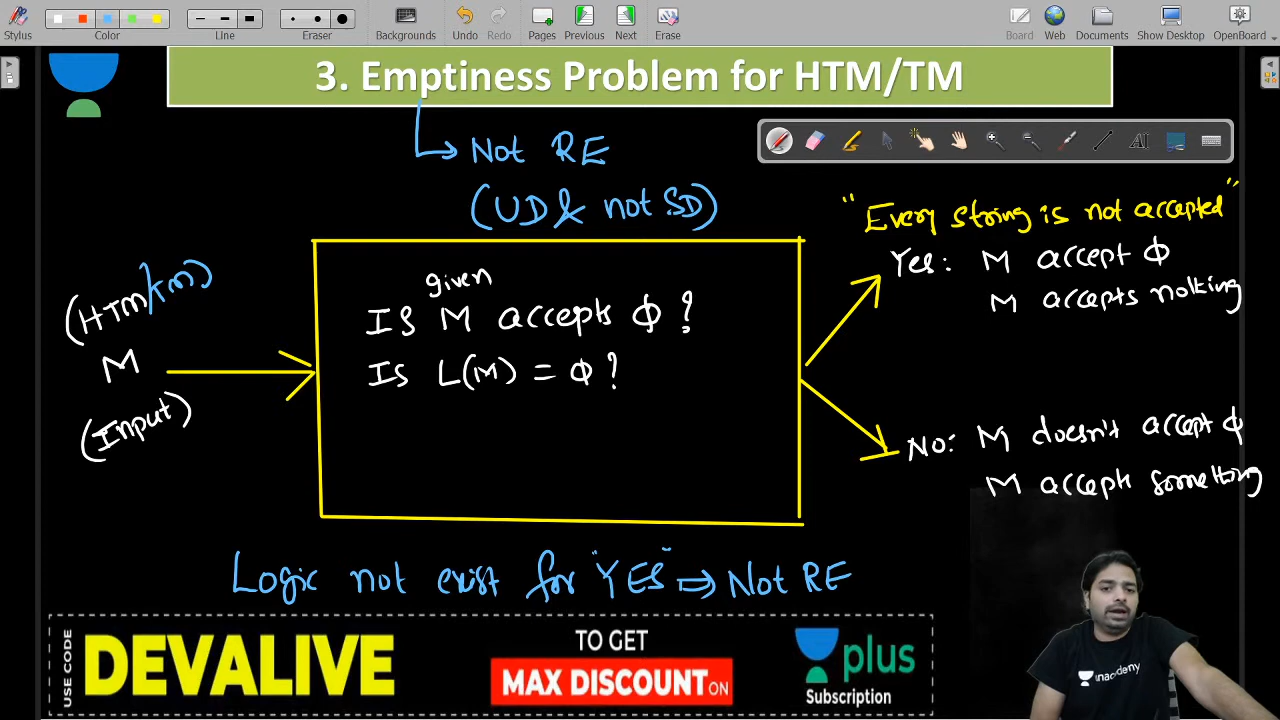 Stylus
Color
Line
Eraser
Backgrounds
Undo
Redo
Pages
Previous
Next
Erase
Board
Web
Documents
Show Desktop
OpenBoard
3. Emptiness Problem for HTM/TM
Not RE
(UD & not SD)
"Every string is not accepted"
Yes: M accept Φ
M accepts nothing
(HTM/TM)
M
(Input)
given
Is M accepts Φ?
Is L(M) = Φ?
No: M doesn't accept Φ
M accepts something
Logic not exist for "YES" ⇒ Not RE
USE CODE
DEVALIVE
TO GET
MAX DISCOUNT ON
plus
Subscription
unacademy